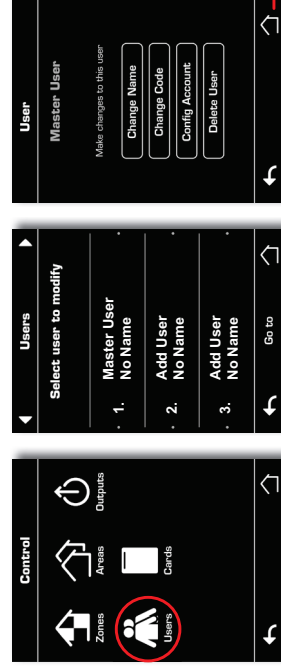 Control
Zones
Areas
Outputs
Users
Cards
Users
Select user to modify
1.
Master User
No Name
2.
Add User
No Name
3.
Add User
No Name
Go to
User
Master User
Make changes to this user
Change Name
Change Code
Config Account
Delete User